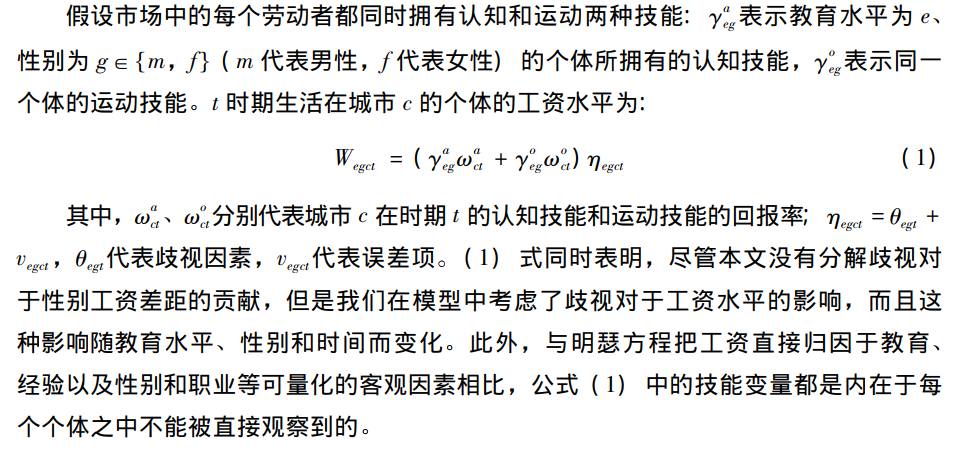 假设市场中的每个劳动者都同时拥有认知和运动两种技能: γ^a_{eg}表示教育水平为 e、
性别为 g ∈ {m, f} (m 代表男性, f 代表女性) 的个体所拥有的认知技能, γ^o_{eg}表示同一
个体的运动技能。t 时期生活在城市 c 的个体的工资水平为:
W_{egct} = (γ^a_{eg}ω^a_{ct} + γ^o_{eg}ω^o_{ct}) η_{egct} (1)
其中, ω^a_{ct}、ω^o_{ct}分别代表城市 c 在时期 t 的认知技能和运动技能的回报率; η_{egct} = θ_{egt} +
v_{egct}, θ_{egt}代表歧视因素, v_{egct}代表误差项。(1) 式同时表明, 尽管本文没有分解歧视对
于性别工资差距的贡献, 但是我们在模型中考虑了歧视对于工资水平的影响, 而且这
种影响随教育水平、性别和时间而变化。此外, 与明瑟方程把工资直接归因于教育、
经验以及性别和职业等可量化的客观因素相比, 公式 (1) 中的技能变量都是内在于每
个个体之中不能被直接观察到的。